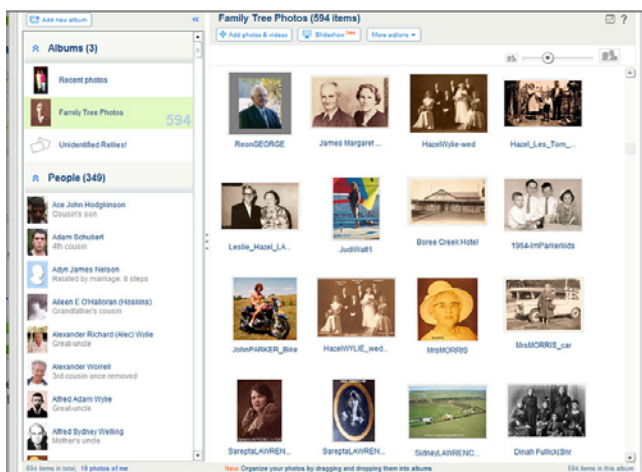 Add new album
«
Albums (3)
Recent photos
Family Tree Photos
594
Unidentified Rellies!
People (349)
Ace John Hodgkinson
Cousin's son
Adam Schubert
4th cousin
Adyn James Nelson
Related by marriage: 8 steps
Aileen E O'Halloran (Hoskins)
Grandfather's cousin
Alexander Richard (Alec) Wylie
Great-uncle
Alexander Worrell
3rd cousin once removed
Alfred Adam Wylie
Great-uncle
Alfred Sydney Welling
Mother's uncle
594 items in total, 19 photos of me
Family Tree Photos (594 items)
?
Add photos & videos
Slideshow New
More actions
ReonGEORGE
James Margaret...
HazelWylie-wed
Hazel_Les_Tom_...
Leslie_Hazel_LA...
JudiWatt1
Boree Creek Hotel
1954-ImParkerkids
JohnPARKER_Bike
HazelWYLIE_wed...
MrsMORRIS
MrsMORRIS_car
SareptaLAWREN...
SareptaLAWREN...
SidneyLAWRENC...
Dinah Fullick(Snr
New Organize your photos by dragging and dropping them into albums
594 items in this album